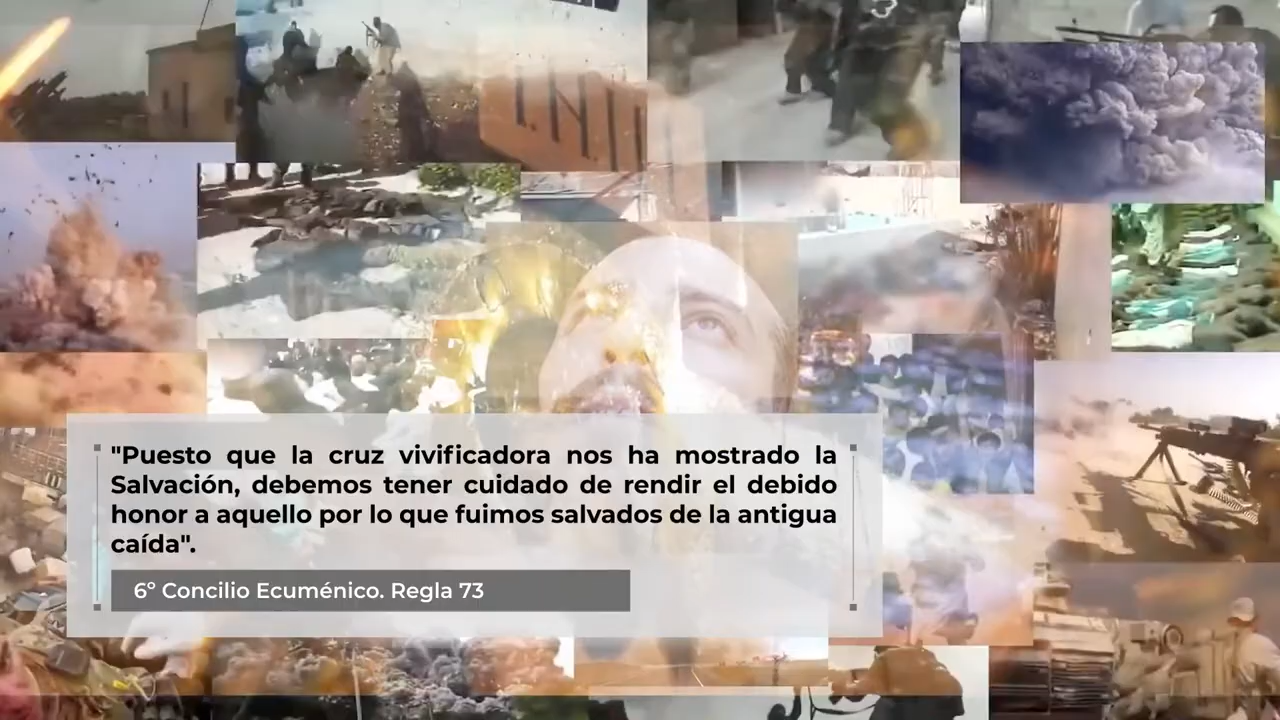 "Puesto que la cruz vivificadora nos ha mostrado la
Salvación, debemos tener cuidado de rendir el debido
honor a aquello por lo que fuimos salvados de la antigua
caída".
6º Concilio Ecuménico. Regla 73